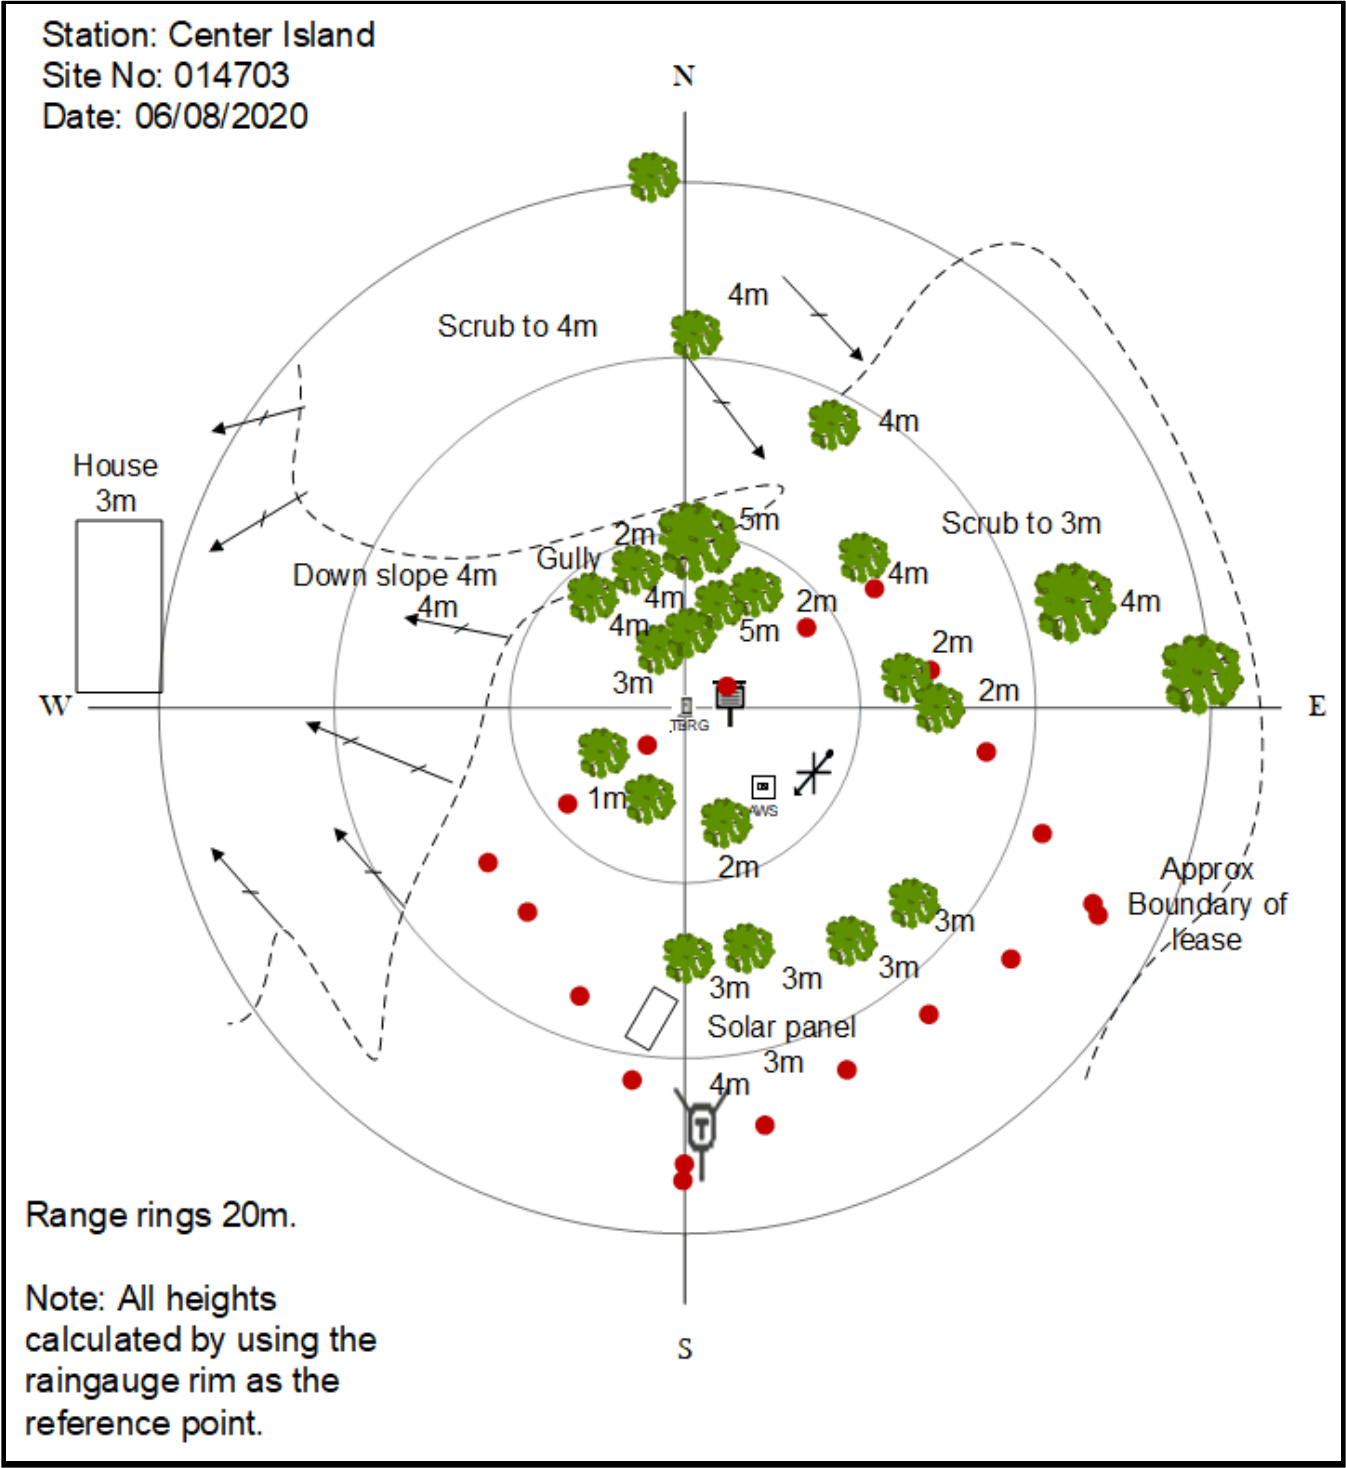 Station: Center Island
Site No: 014703
Date: 06/08/2020
N
4m
Scrub to 4m
4m
House
3m
Scrub to 3m
5m
2m
Gully
Down slope 4m
4m
4m
4m
4m
2m
4m
5m
2m
3m
2m
W
E
TBRG
1m
AWS
2m
Approx
Boundary of
lease
3m
3m
3m
3m
Solar panel
3m
4m
Range rings 20m.
Note: All heights
calculated by using the
raingauge rim as the
reference point.
S